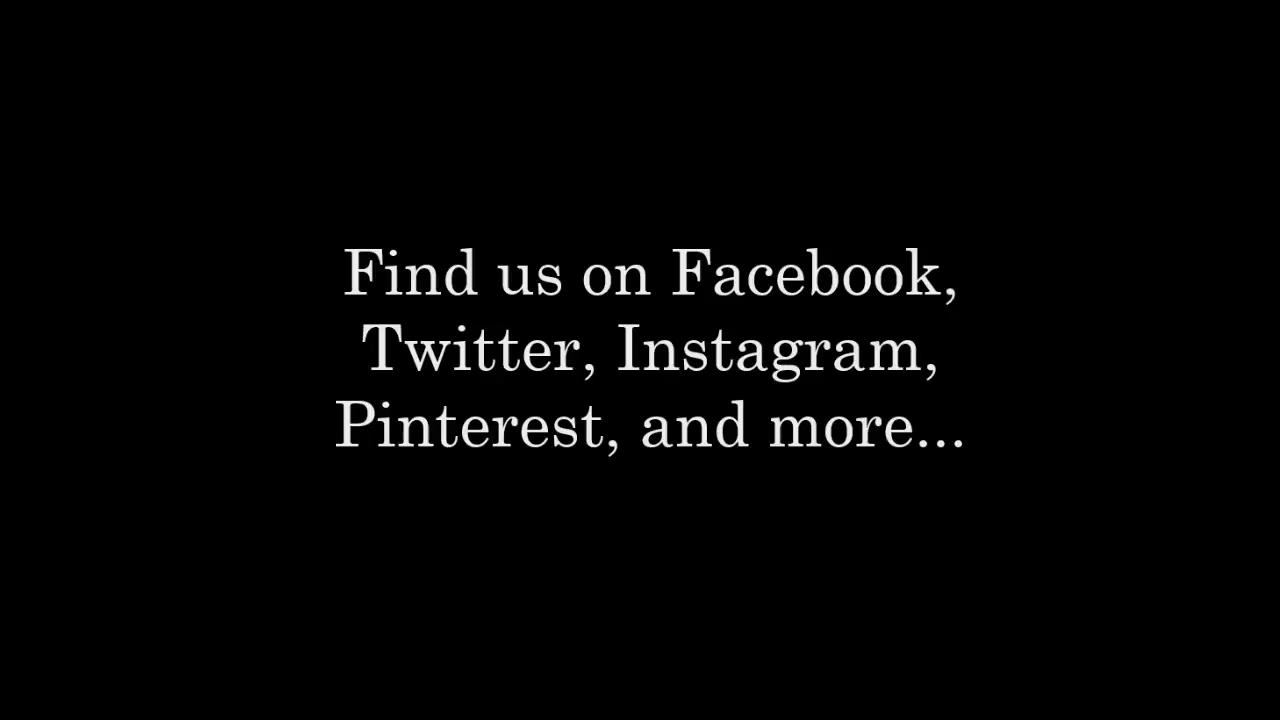 Find us on Facebook,
Twitter, Instagram,
Pinterest, and more...